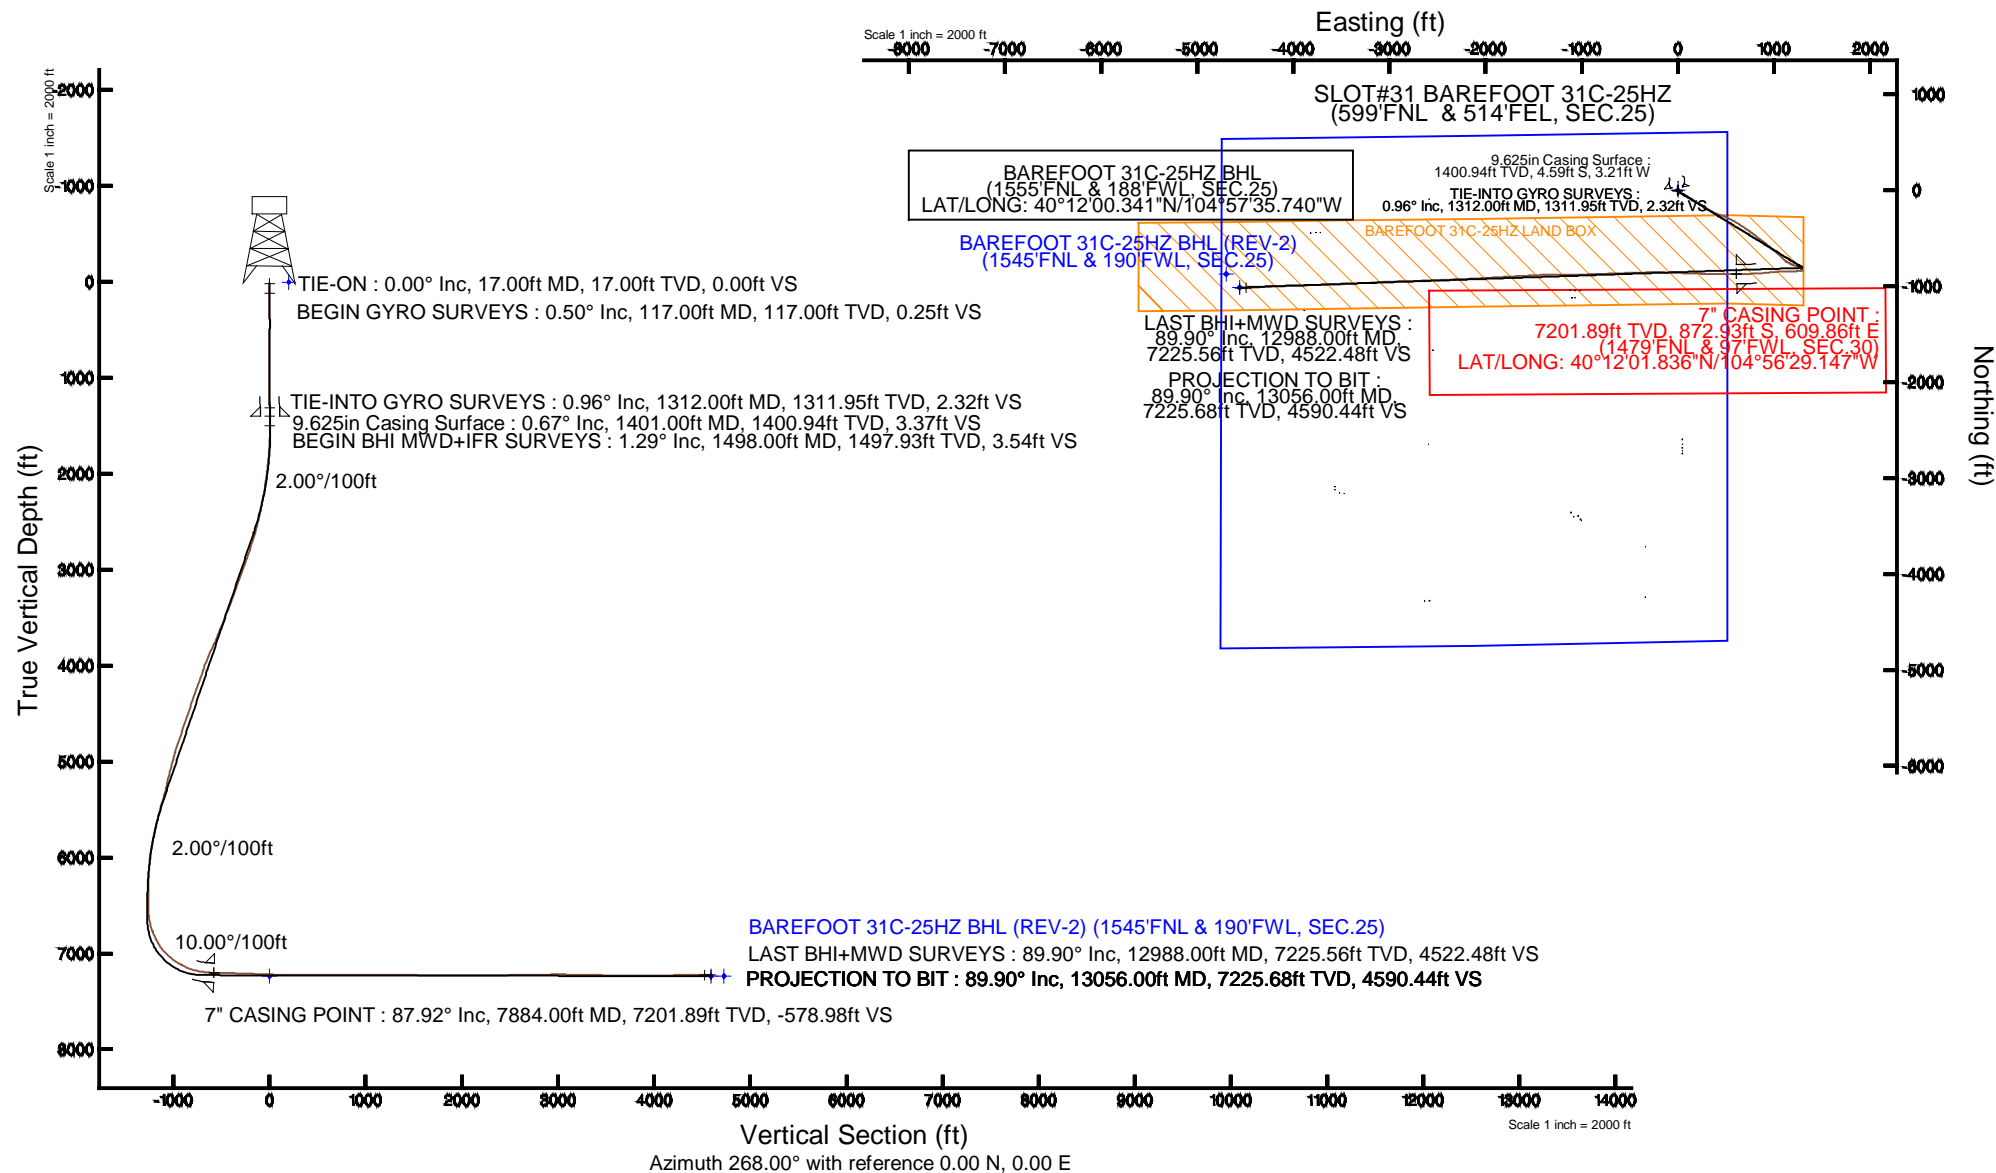 Easting (ft)
Scale 1 inch = 2000 ft
-8000 -7000 -6000 -5000 -4000 -3000 -2000 -1000 0 1000 2000
SLOT#31 BAREFOOT 31C-25HZ
(599'FNL & 514'FEL, SEC.25)
BAREFOOT 31C-25HZ BHL
(1555'FNL & 188'FWL, SEC.25)
LAT/LONG: 40°12'00.341"N/104°57'35.740"W
9.625in Casing Surface :
1400.94ft TVD, 4.59ft S, 3.21ft W
TIE-INTO GYRO SURVEYS :
0.96° Inc, 1312.00ft MD, 1311.95ft TVD, 2.32ft VS
BAREFOOT 31C-25HZ LAND BOX
BAREFOOT 31C-25HZ BHL (REV-2)
(1545'FNL & 190'FWL, SEC.25)
LAST BHI+MWD SURVEYS :
89.90° Inc, 12988.00ft MD,
7225.56ft TVD, 4522.48ft VS
PROJECTION TO BIT :
89.90° Inc, 13056.00ft MD,
7225.68ft TVD, 4590.44ft VS
7" CASING POINT :
7201.89ft TVD, 872.93ft S, 609.86ft E
(1479'FNL & 97'FWL, SEC.30)
LAT/LONG: 40°12'01.836"N/104°56'29.147"W
1000
0
-1000
-2000
-3000
-4000
-5000
-6000
Northing (ft)
Scale 1 inch = 2000 ft
-2000
-1000
0
1000
2000
3000
4000
5000
6000
7000
8000
True Vertical Depth (ft)
TIE-ON : 0.00° Inc, 17.00ft MD, 17.00ft TVD, 0.00ft VS
BEGIN GYRO SURVEYS : 0.50° Inc, 117.00ft MD, 117.00ft TVD, 0.25ft VS
TIE-INTO GYRO SURVEYS : 0.96° Inc, 1312.00ft MD, 1311.95ft TVD, 2.32ft VS
9.625in Casing Surface : 0.67° Inc, 1401.00ft MD, 1400.94ft TVD, 3.37ft VS
BEGIN BHI MWD+IFR SURVEYS : 1.29° Inc, 1498.00ft MD, 1497.93ft TVD, 3.54ft VS
2.00°/100ft
2.00°/100ft
10.00°/100ft
BAREFOOT 31C-25HZ BHL (REV-2) (1545'FNL & 190'FWL, SEC.25)
LAST BHI+MWD SURVEYS : 89.90° Inc, 12988.00ft MD, 7225.56ft TVD, 4522.48ft VS
PROJECTION TO BIT : 89.90° Inc, 13056.00ft MD, 7225.68ft TVD, 4590.44ft VS
7" CASING POINT : 87.92° Inc, 7884.00ft MD, 7201.89ft TVD, -578.98ft VS
-1000 0 1000 2000 3000 4000 5000 6000 7000 8000 9000 10000 11000 12000 13000 14000
Scale 1 inch = 2000 ft
Vertical Section (ft)
Azimuth 268.00° with reference 0.00 N, 0.00 E